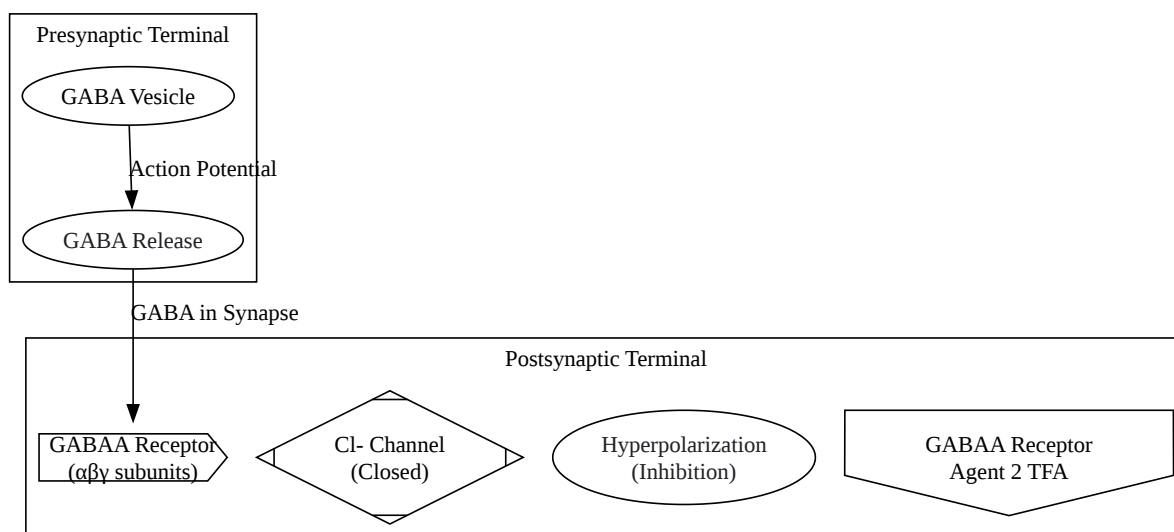 Presynaptic Terminal
GABA Vesicle
Action Potential
GABA Release
GABA in Synapse
Postsynaptic Terminal
GABAA Receptor
(αβγ subunits)
Cl- Channel
(Closed)
Hyperpolarization
(Inhibition)
GABAA Receptor
Agent 2 TFA